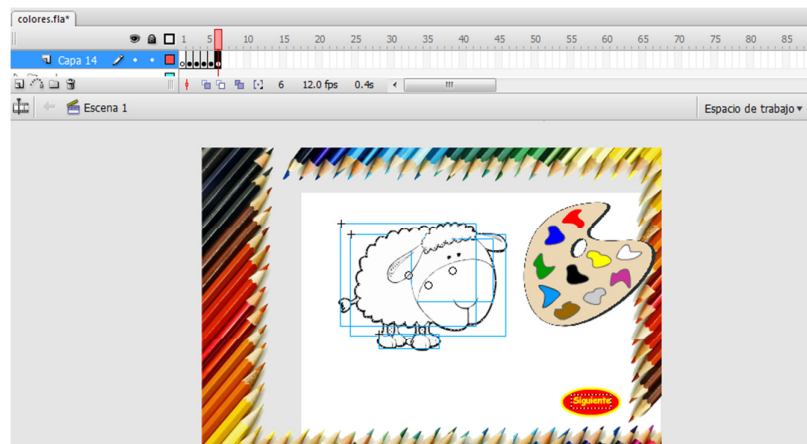 colores.fla*
1 5 10 15 20 25 30 35 40 45 50 55 60 65 70 75 80 85
Capa 14
6 12.0 fps 0.4s
Escena 1 Espacio de trabajo
Siguiente